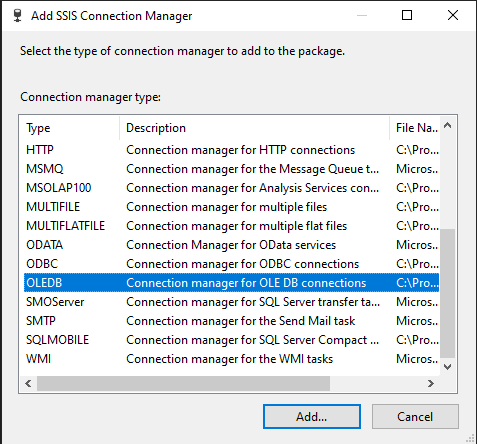 Add SSIS Connection Manager
Select the type of connection manager to add to the package.
Connection manager type:
Type Description File Na...
HTTP Connection manager for HTTP connections C:\Pro...
MSMQ Connection manager for the Message Queue t... Micros...
MSOLAP100 Connection manager for Analysis Services con... C:\Pro...
MULTIFILE Connection manager for multiple files C:\Pro...
MULTIFLATFILE Connection manager for multiple flat files C:\Pro...
ODATA Connection Manager for OData services Micros...
ODBC Connection manager for ODBC connections C:\Pro...
OLEDB Connection manager for OLE DB connections C:\Pro...
SMOServer Connection manager for SQL Server transfer ta... Micros...
SMTP Connection manager for the Send Mail task Micros...
SQLMOBILE Connection manager for SQL Server Compact ... C:\Pro...
WMI Connection manager for the WMI tasks Micros...
Add... Cancel